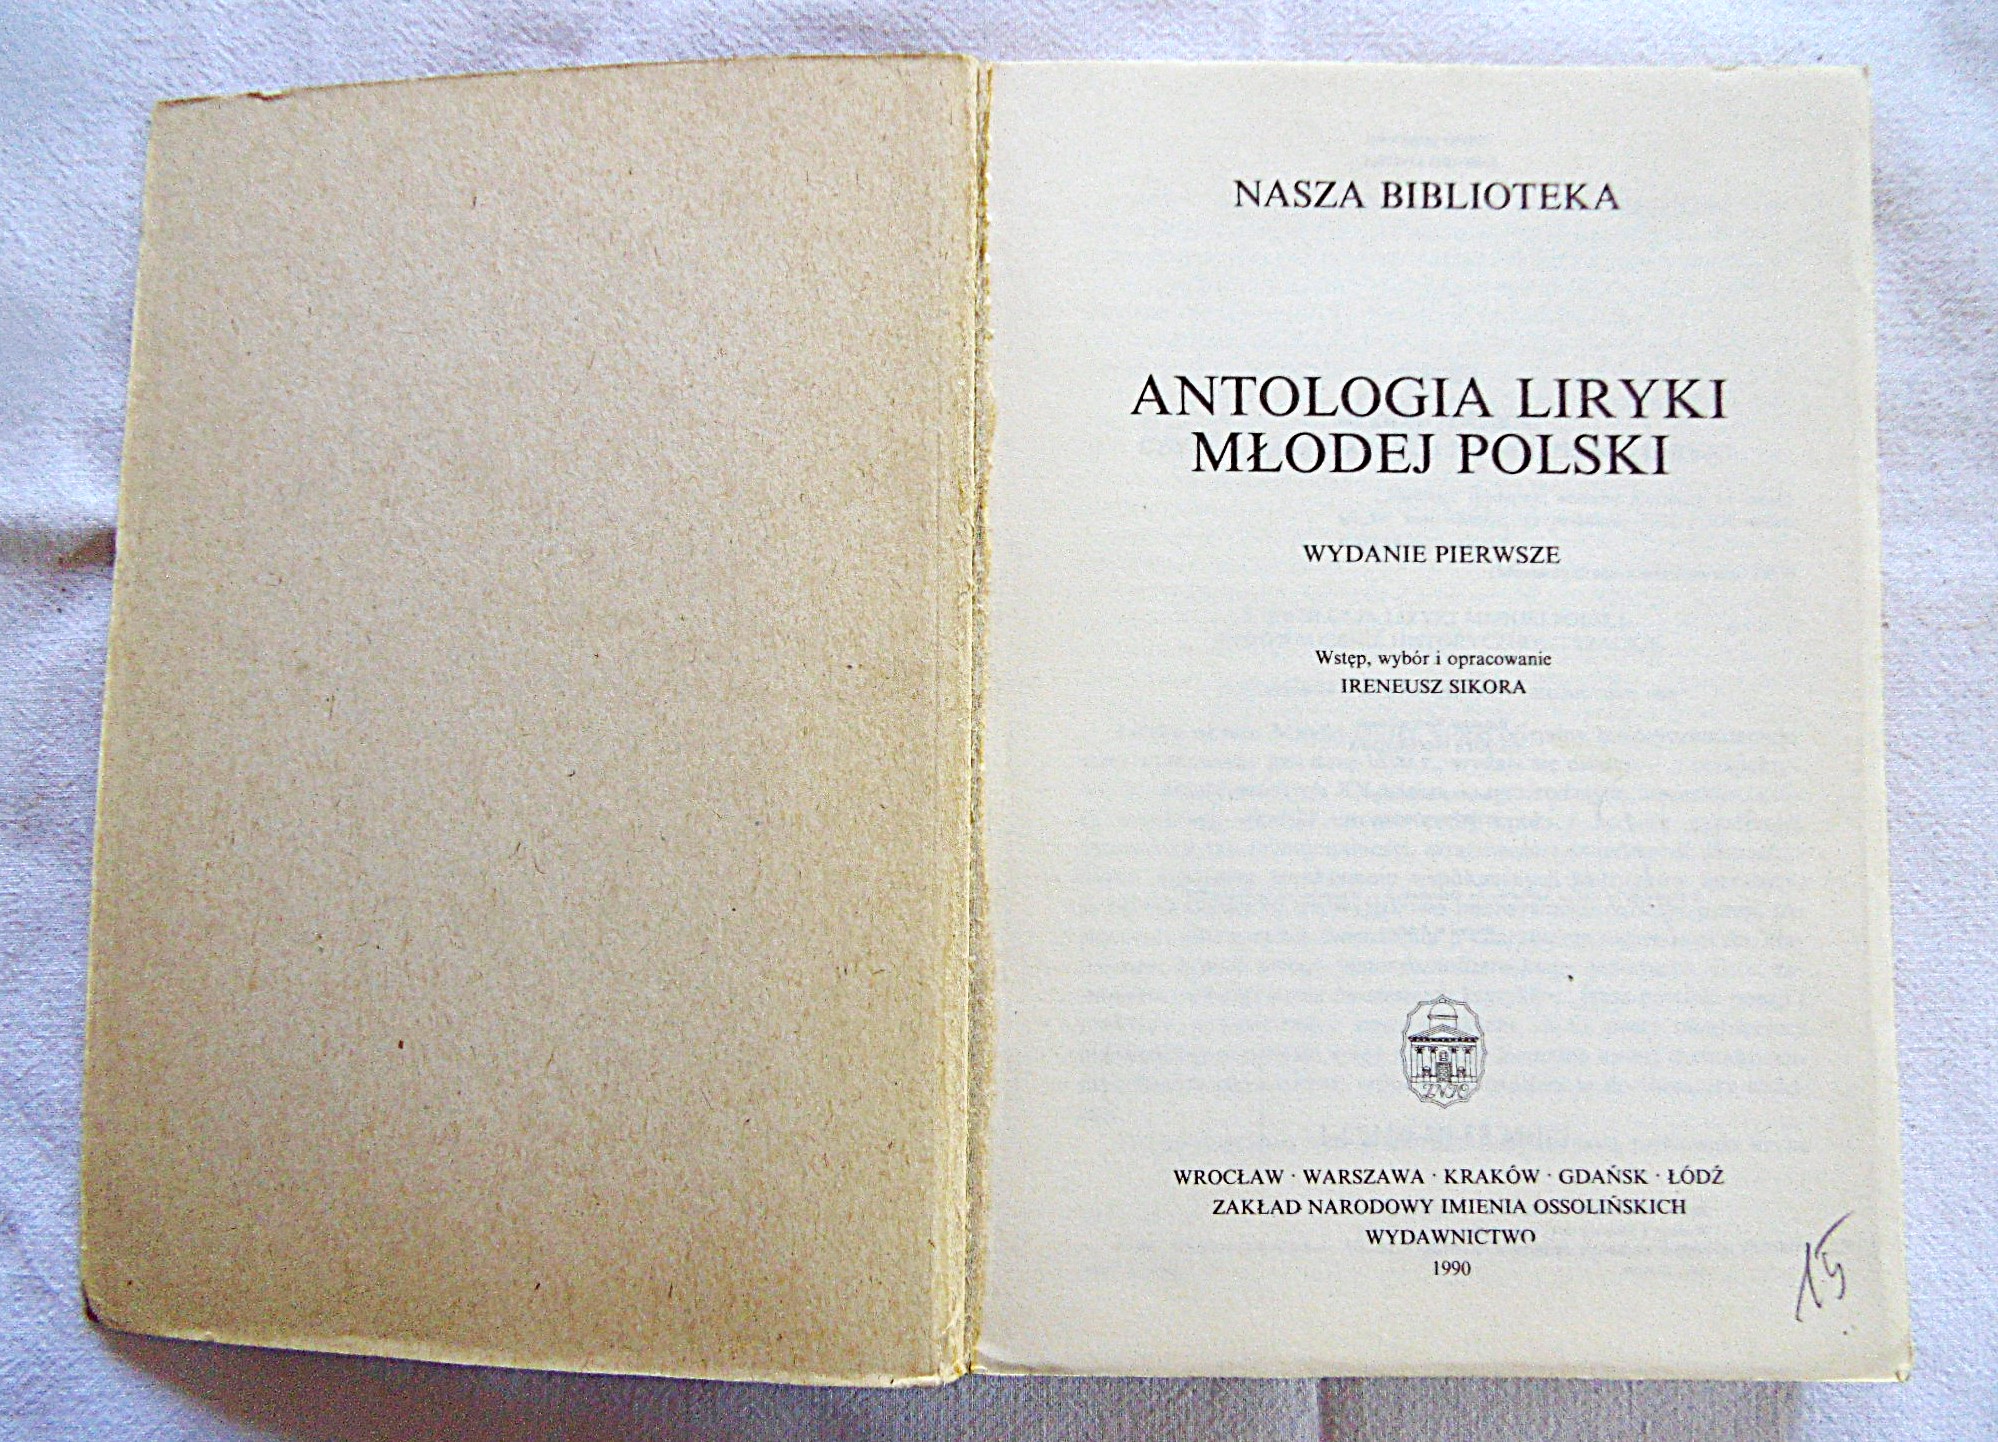 NASZA BIBLIOTEKA
ANTOLOGIA LIRYKI
MŁODEJ POLSKI
WYDANIE PIERWSZE
Wstęp, wybór i opracowanie
IRENEUSZ SIKORA
WROCŁAW · WARSZAWA · KRAKÓW · GDAŃSK · ŁÓDŹ
ZAKŁAD NARODOWY IMIENIA OSSOLIŃSKICH
WYDAWNICTWO
1990
15